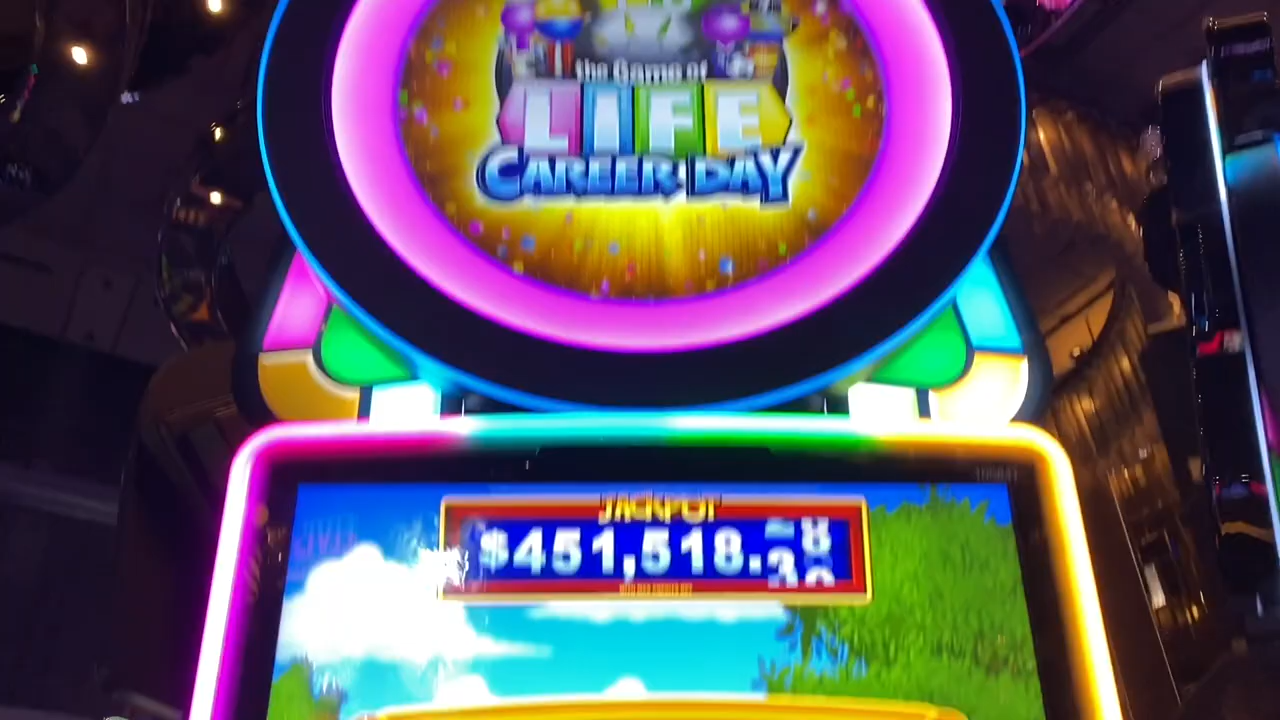 the Game of
LIFE
CAREER DAY
JACKPOT
$451,518.